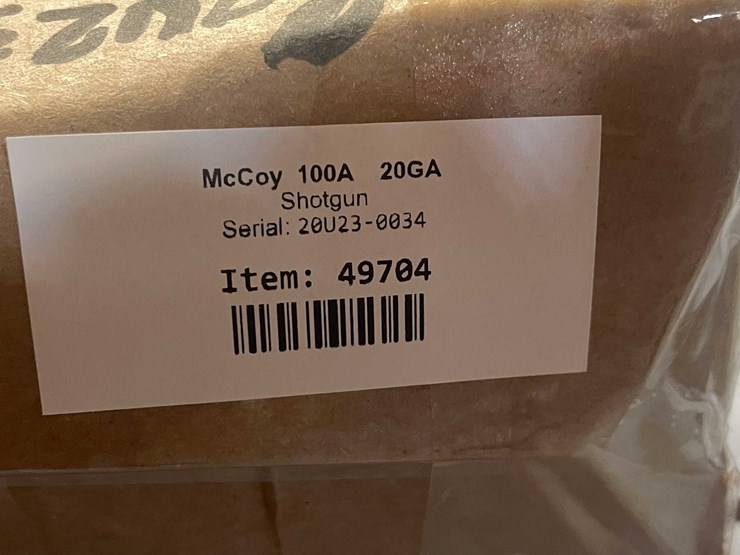 McCoy 100A 20GA
Shotgun
Serial: 20U23-0034
Item: 49704